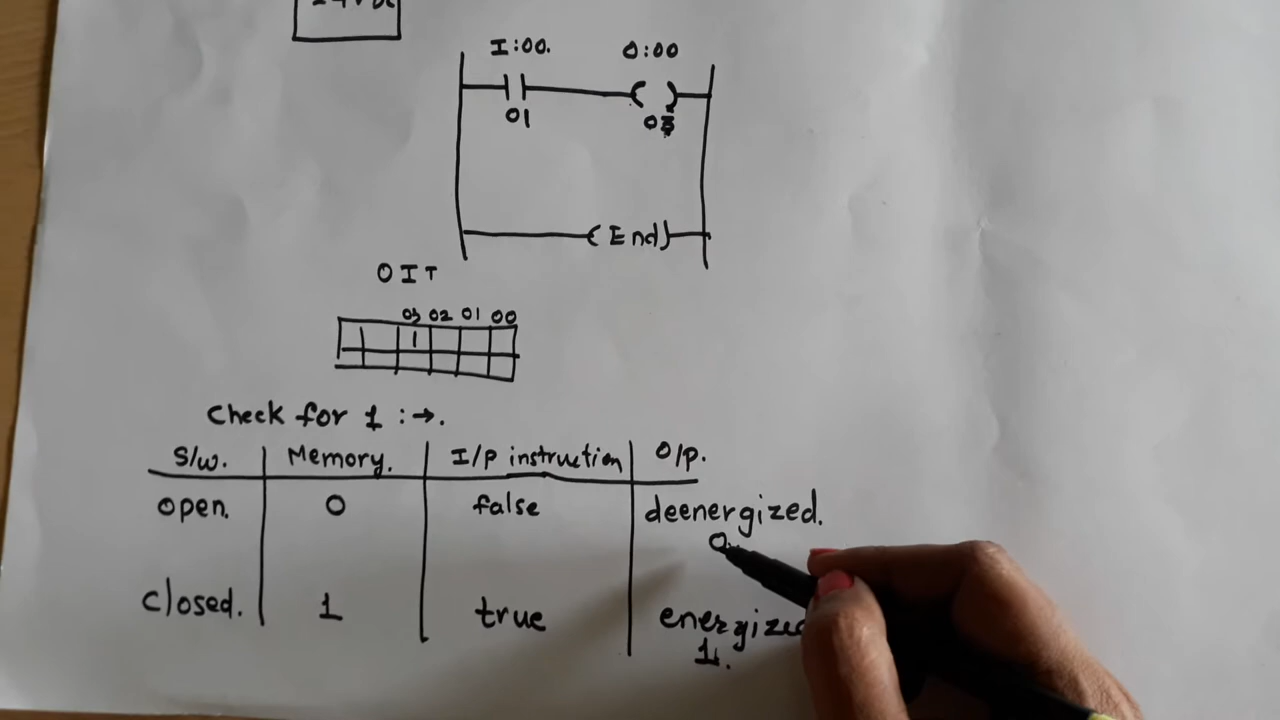 I:00. O:00
01 03
(End)
OIT
03 02 01 00
1 1
Check for 1 :→.
S/w. Memory. I/P instruction O/p.
open. 0 false deenergized.
0.
Closed. 1 true energized
1.